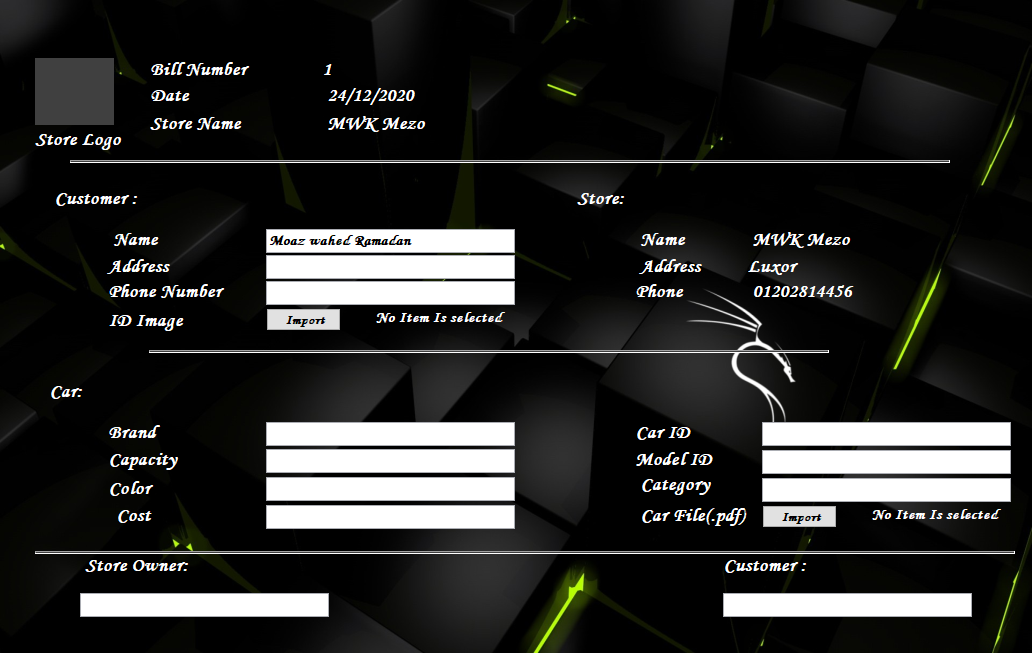 Bill Number 1
Date 24/12/2020
Store Name MWK Mezo
Store Logo
Customer : Store:
Name Moaz wahed Ramadan Name MWK Mezo
Address Address Luxor
Phone Number Phone 01202814456
ID Image Import No Item Is selected
Car:
Brand Car ID
Capacity Model ID
Color Category
Cost Car File(.pdf) Import No Item Is selected
Store Owner: Customer :